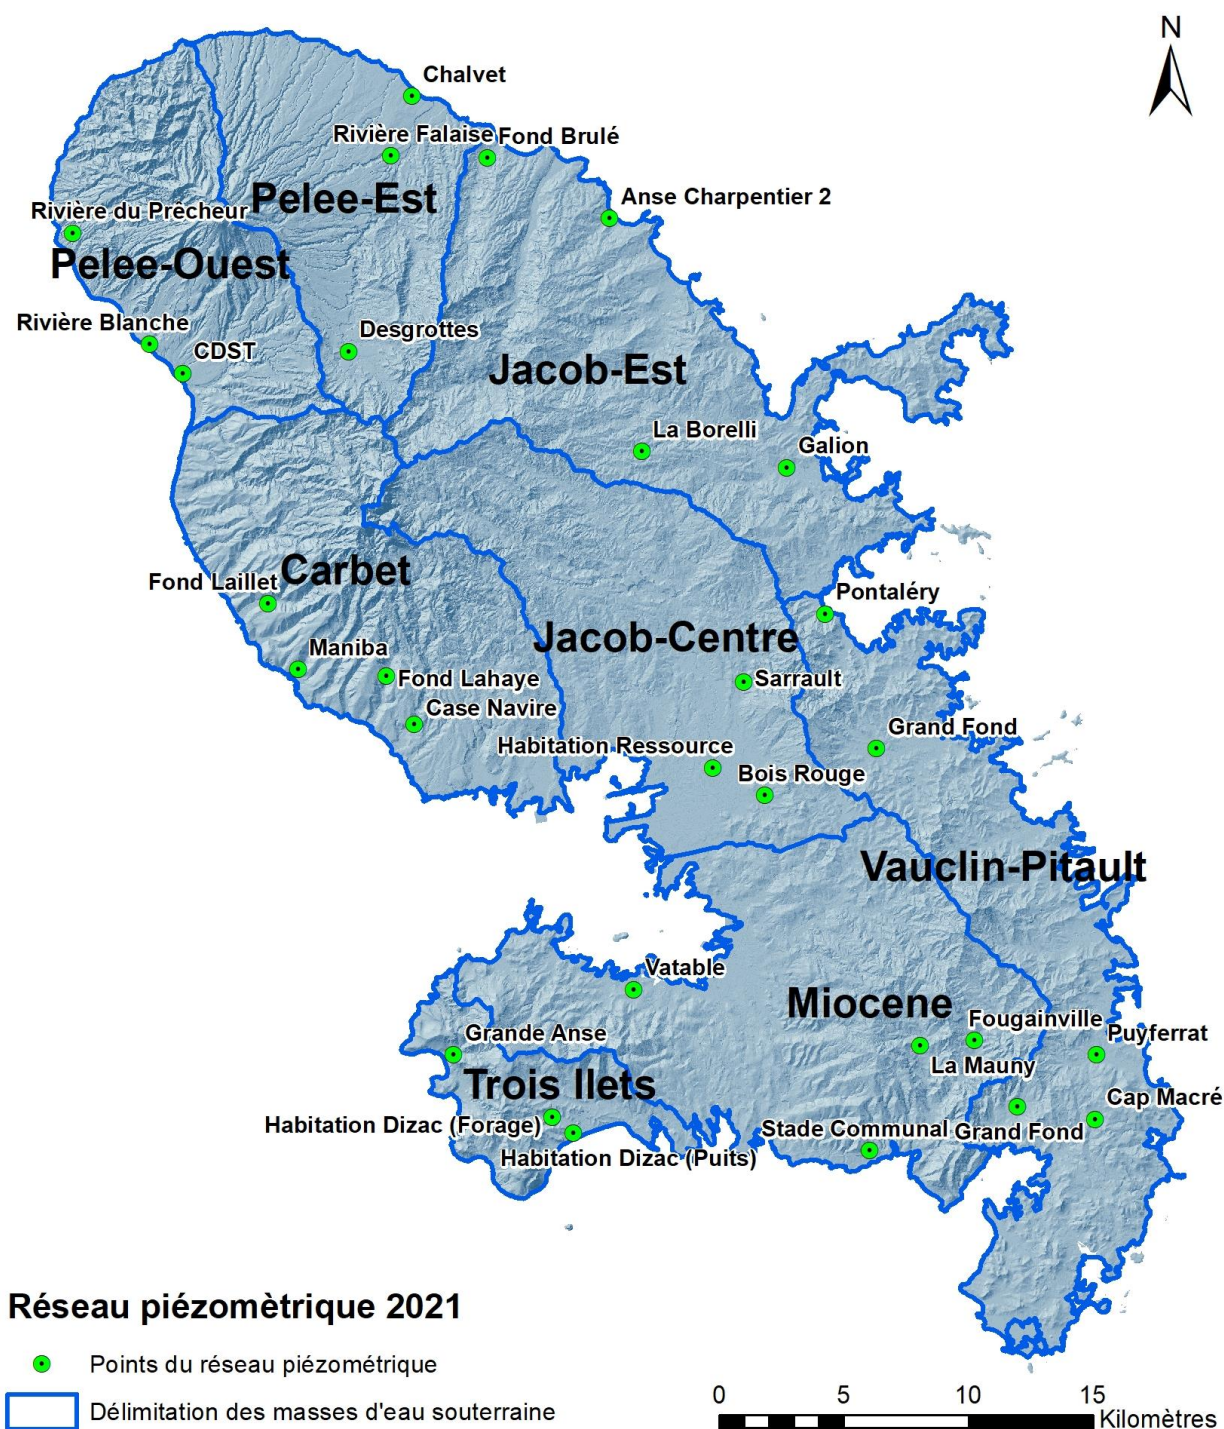 N
Chalvet
Rivière Falaise
Fond Brulé
Pelee-Est
Anse Charpentier 2
Rivière du Prêcheur
Pelee-Ouest
Rivière Blanche
Desgrottes
CDST
Jacob-Est
La Borelli
Galion
Carbet
Fond Laillet
Pontaléry
Jacob-Centre
Maniba
Fond Lahaye
Sarrault
Case Navire
Grand Fond
Habitation Ressource
Bois Rouge
Vauclin-Pitault
Vatable
Miocene
Fougainville
Grande Anse
Puyferrat
La Mauny
Trois Ilets
Cap Macré
Habitation Dizac (Forage)
Stade Communal
Grand Fond
Habitation Dizac (Puits)
Réseau piézomètrique 2021
Points du réseau piézométrique
Délimitation des masses d'eau souterraine
0 5 10 15
Kilomètres